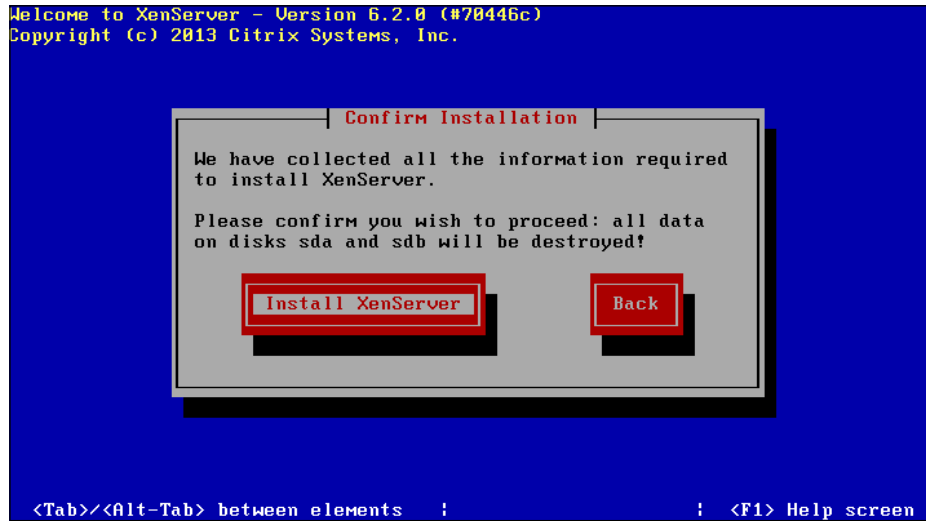 Welcome to XenServer - Version 6.2.0 (#70446c)
Copyright (c) 2013 Citrix Systems, Inc.
Confirm Installation
We have collected all the information required
to install XenServer.
Please confirm you wish to proceed: all data
on disks sda and sdb will be destroyed!
Install XenServer Back
<Tab>/<Alt-Tab> between elements ¦ ¦ <F1> Help screen